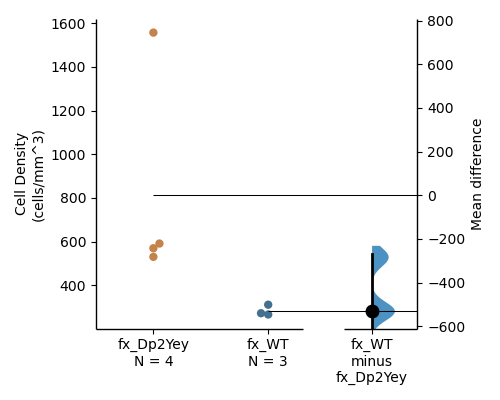 1600
1400
1200
1000
800
600
400
Cell Density
(cells/mm^3)
800
600
400
200
0
−200
−400
−600
Mean difference
fx_Dp2Yey
N = 4
fx_WT
N = 3
fx_WT
minus
fx_Dp2Yey